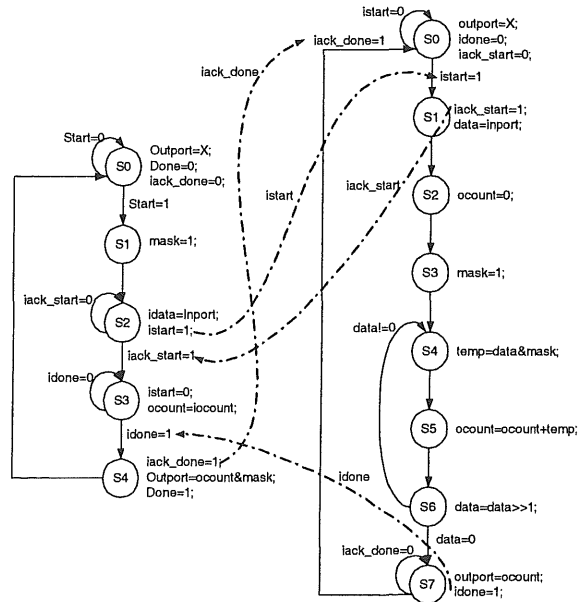 Start=0
S0
Outport=X;
Done=0;
iack_done=0;
Start=1
S1
mask=1;
iack_start=0
S2
idata=Inport;
istart=1;
iack_start=1
idone=0
S3
istart=0;
ocount=iocount;
idone=1
S4
iack_done=1;
Outport=ocount&mask;
Done=1;
iack_done
istart
iack_start
idone
istart=0
iack_done=1
S0
outport=X;
idone=0;
iack_start=0;
istart=1
S1
iack_start=1;
data=inport;
S2
ocount=0;
S3
mask=1;
data!=0
S4
temp=data&mask;
S5
ocount=ocount+temp;
S6
data=data>>1;
data=0
iack_done=0
S7
outport=ocount;
idone=1;